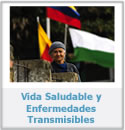 Vida Saludable y
Enfermedades
Transmisibles